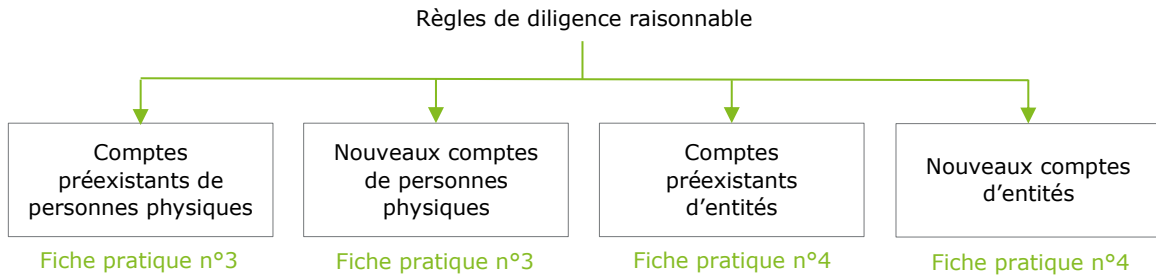 Règles de diligence raisonnable
Comptes
préexistants de
personnes physiques
Nouveaux comptes
de personnes
physiques
Comptes
préexistants
d’entités
Nouveaux comptes
d’entités
Fiche pratique n°3
Fiche pratique n°3
Fiche pratique n°4
Fiche pratique n°4